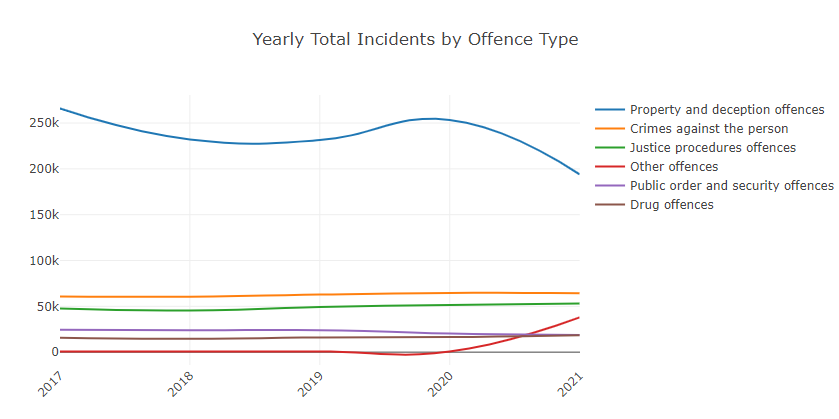 Yearly Total Incidents by Offence Type
250k
200k
150k
100k
50k
0
2017
2018
2019
2020
2021
Property and deception offences
Crimes against the person
Justice procedures offences
Other offences
Public order and security offences
Drug offences